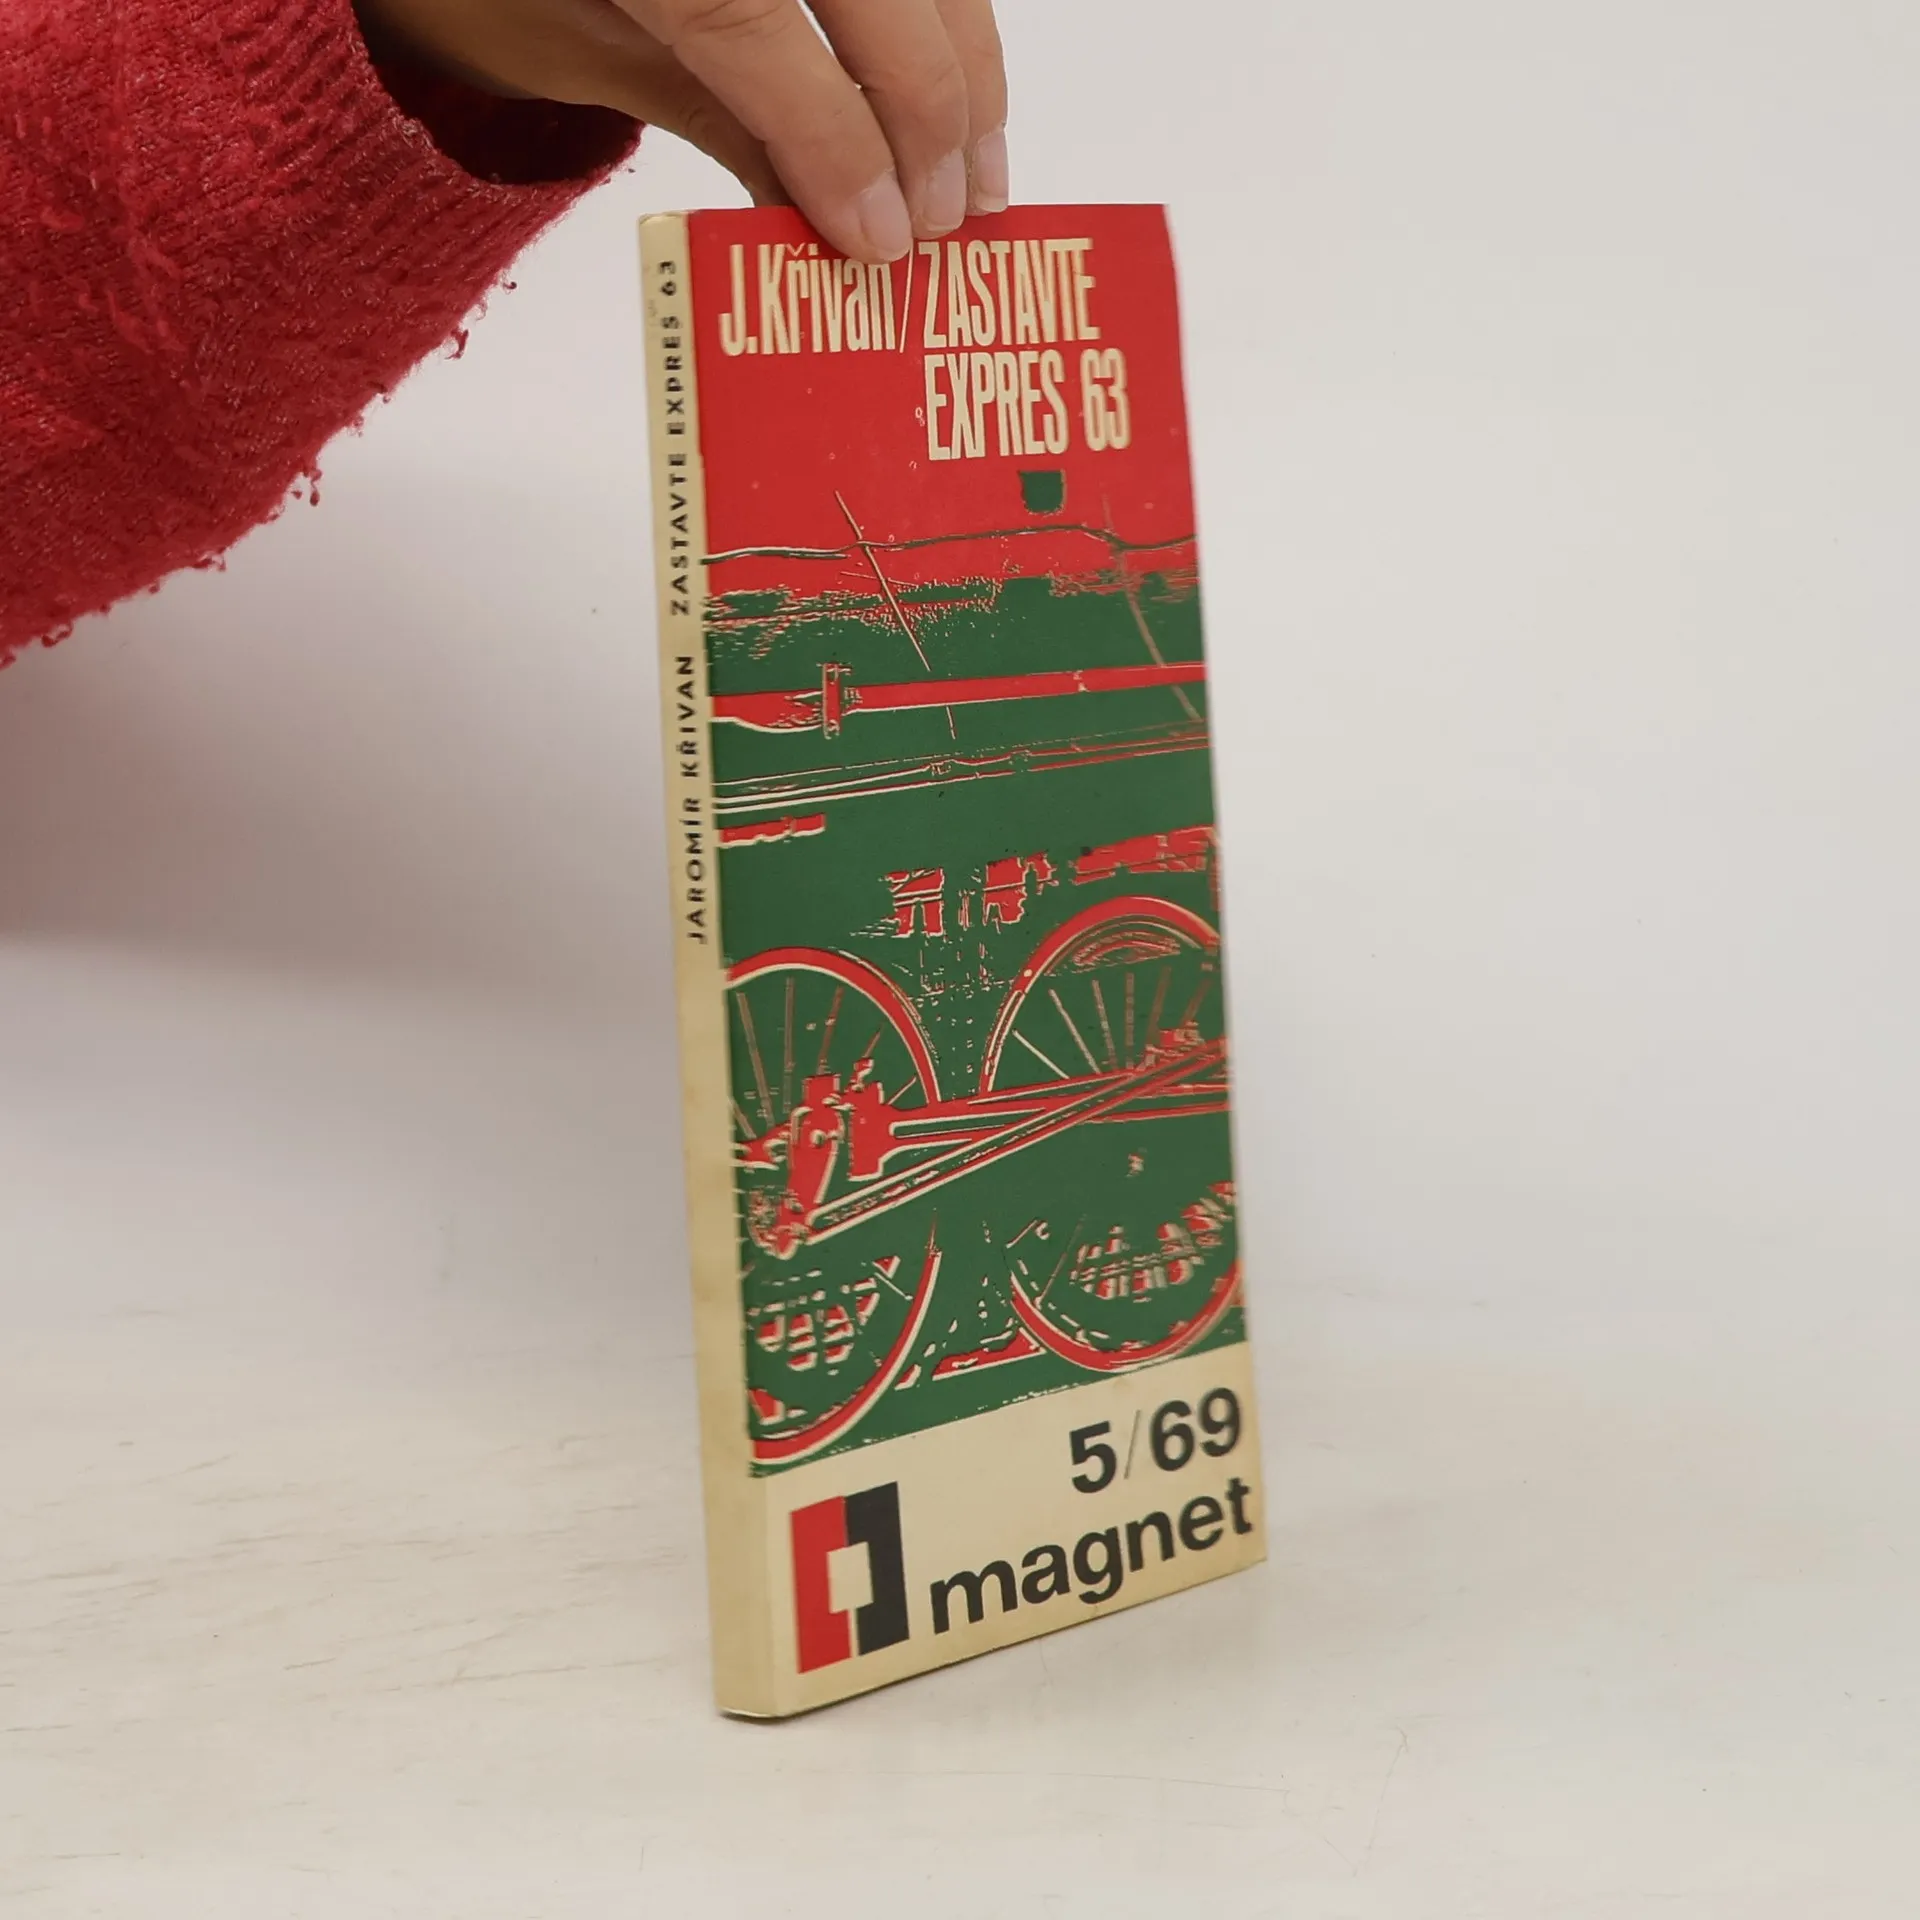 J.Křivan/ZASTAVTE
EXPRES 63
JAROMÍR KŘIVAN ZASTAVTE EXPRES 63
5/69
magnet